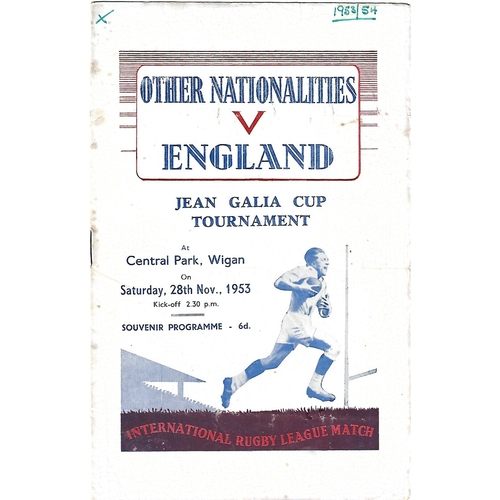 x
1953/54
OTHER NATIONALITIES
V
ENGLAND
JEAN GALIA CUP
TOURNAMENT
At
Central Park, Wigan
On
Saturday, 28th Nov., 1953
Kick-off 2.30 p.m.
SOUVENIR PROGRAMME - 6d.
INTERNATIONAL RUGBY LEAGUE MATCH